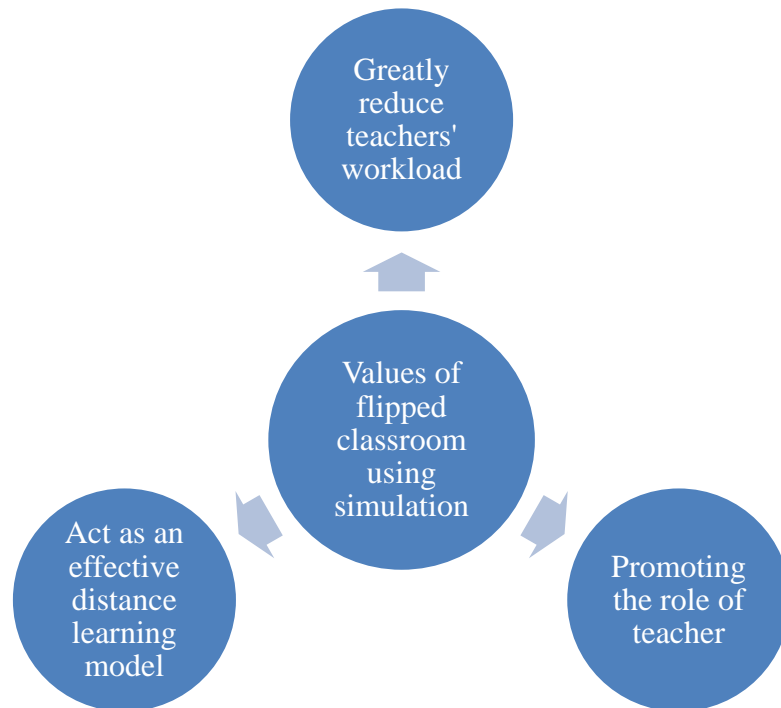 Greatly
reduce
teachers'
workload
Values of
flipped
classroom
using
simulation
Act as an
effective
distance
learning
model
Promoting
the role of
teacher